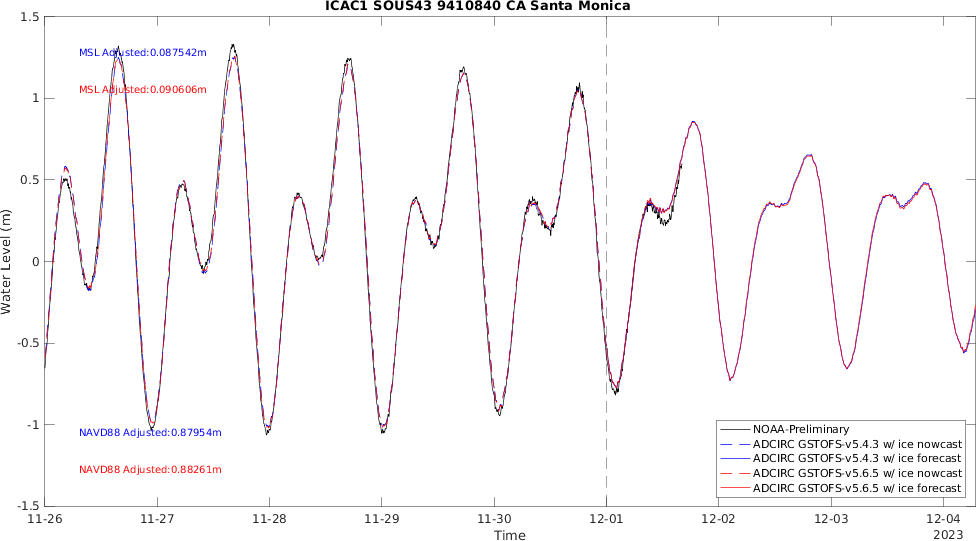 ICAC1 SOUS43 9410840 CA Santa Monica
1.5
1
0.5
0
-0.5
-1
-1.5
Water Level (m)
MSL Adjusted:0.087542m
MSL Adjusted:0.090606m
NAVD88 Adjusted:0.87954m
NAVD88 Adjusted:0.88261m
NOAA-Preliminary
ADCIRC GSTOFS-v5.4.3 w/ ice nowcast
ADCIRC GSTOFS-v5.4.3 w/ ice forecast
ADCIRC GSTOFS-v5.6.5 w/ ice nowcast
ADCIRC GSTOFS-v5.6.5 w/ ice forecast
11-26 11-27 11-28 11-29 11-30 12-01 12-02 12-03 12-04
Time
2023